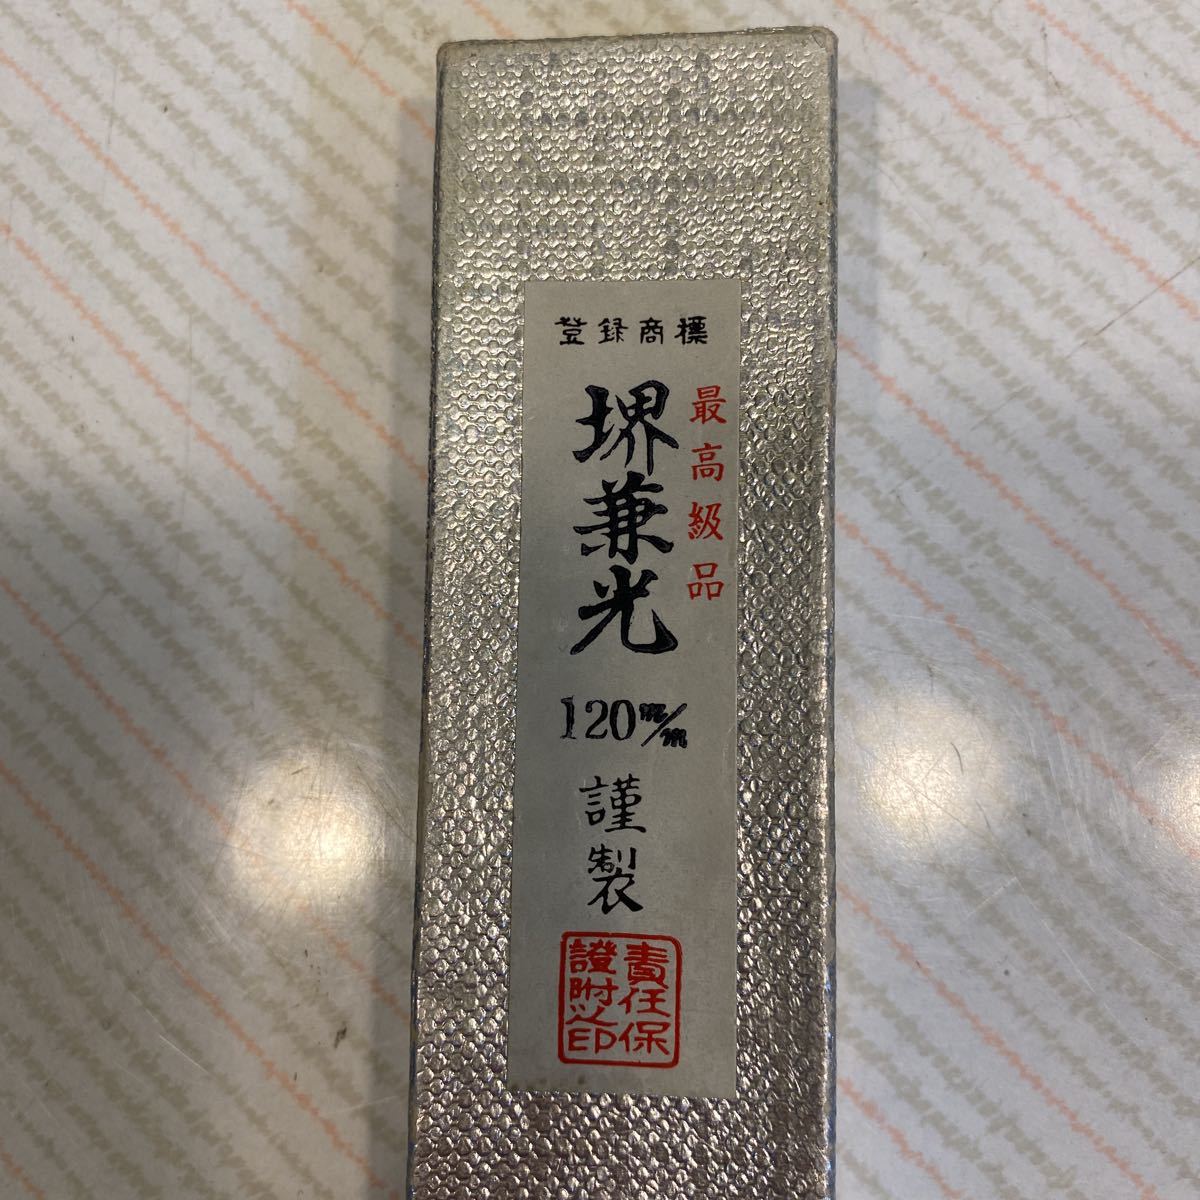 登録商標
最高級品
堺兼光
120m/m
謹製
責任保
證附之印